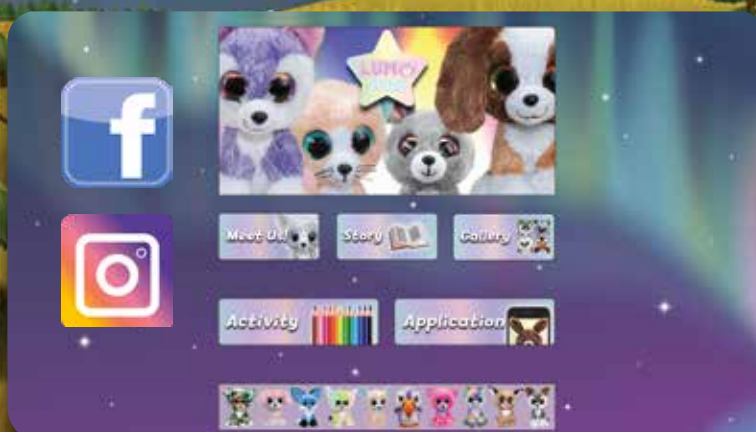 f
LUMO
Meet Us!
Story
Gallery
Activity
Application